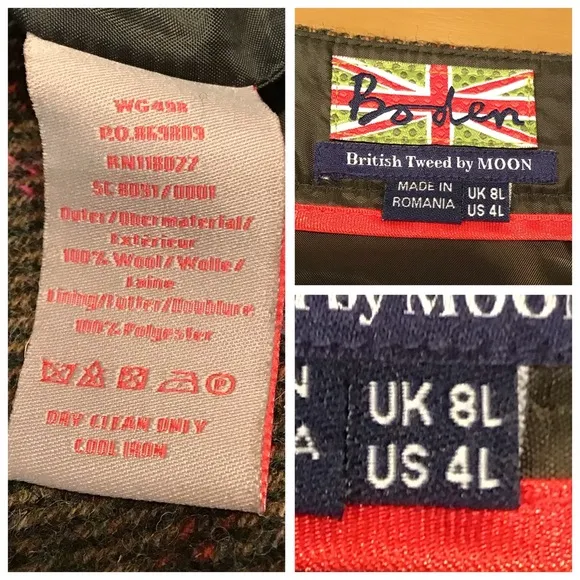 WG498
P.O.869809
RN118027
SC:8031/0001
Outer/Obermaterial/
Extérieur
100% Wool/Wolle/
Laine
Lining/Futter/Doublure
100% Polyester
DRY CLEAN ONLY
COOL IRON
Boden
British Tweed by MOON
MADE IN
ROMANIA
UK 8L
US 4L
by MOON
N
A
UK 8L
US 4L